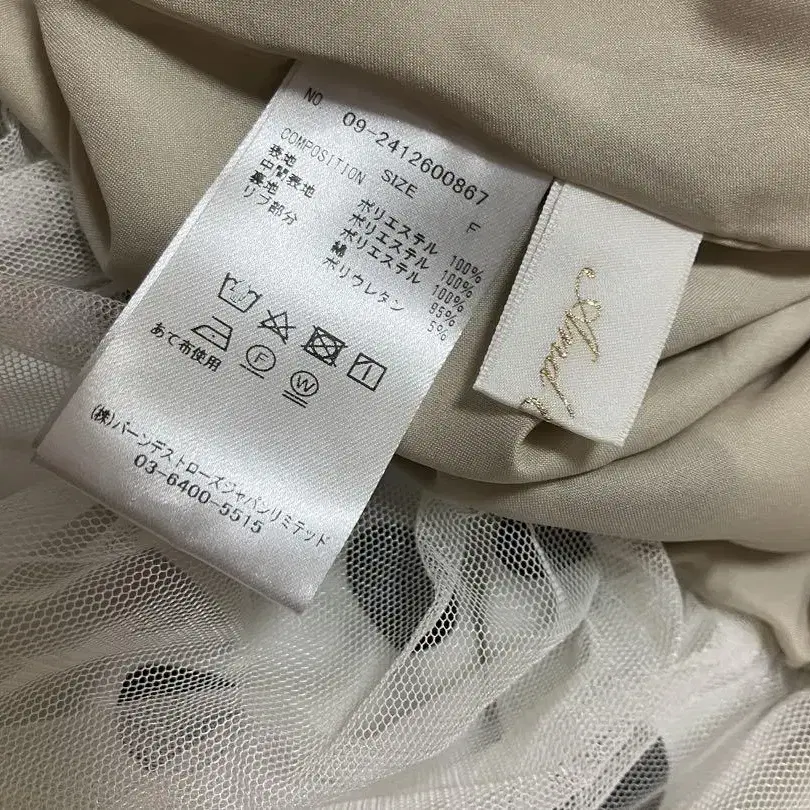 NO 09-2412600867
COMPOSITION SIZE F
表地 ポリエステル 100%
中間表地 ポリエステル 100%
裏地 ポリエステル 100%
リブ部分 綿 95%
ポリウレタン 5%
あて布使用 F W
(株)バーンデストローズジャパンリミテッド
03-6400-5515